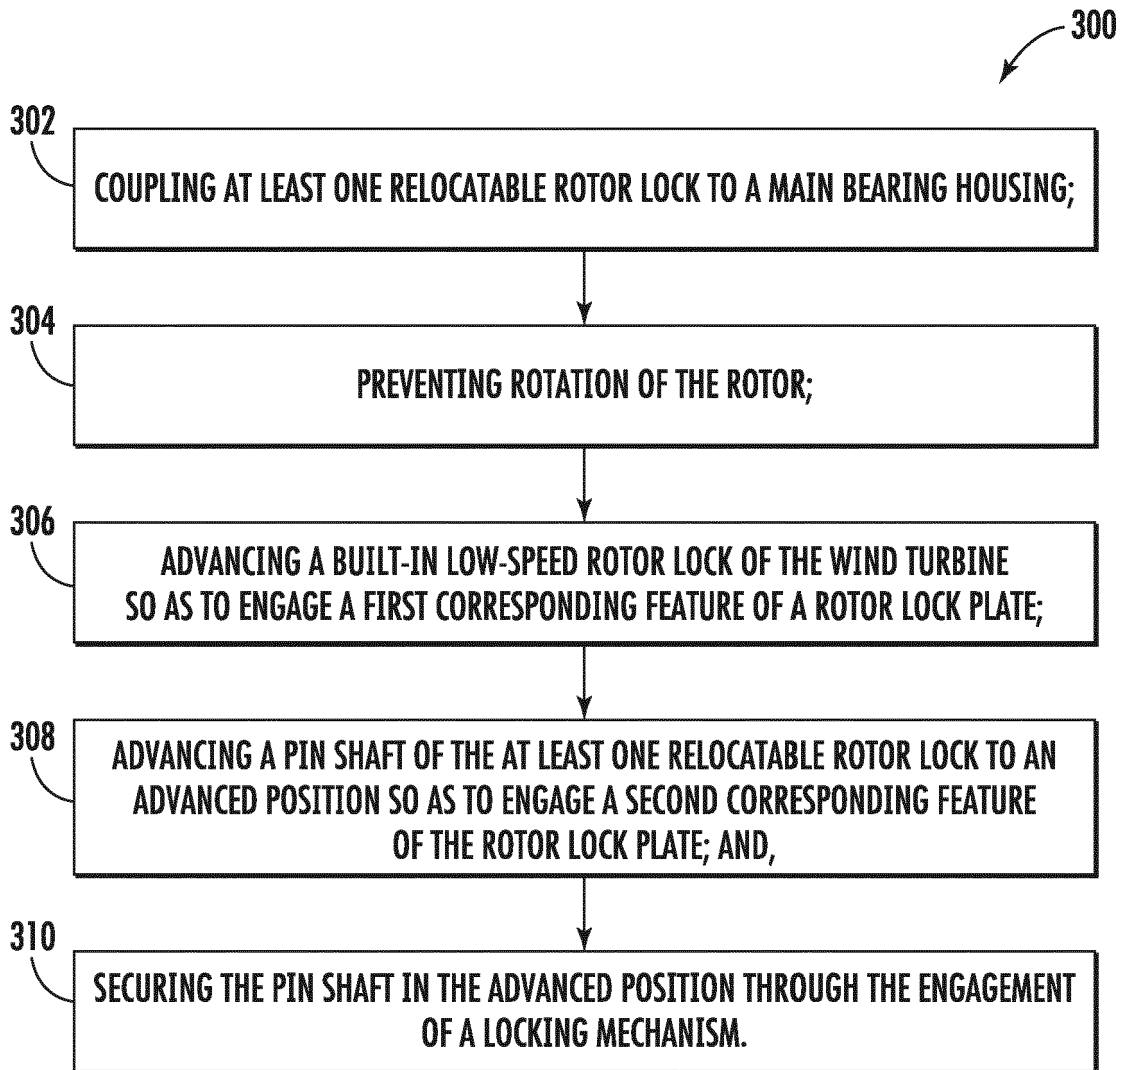 300
302
COUPLING AT LEAST ONE RELOCATABLE ROTOR LOCK TO A MAIN BEARING HOUSING;
304
PREVENTING ROTATION OF THE ROTOR;
306
ADVANCING A BUILT-IN LOW-SPEED ROTOR LOCK OF THE WIND TURBINE
SO AS TO ENGAGE A FIRST CORRESPONDING FEATURE OF A ROTOR LOCK PLATE;
308
ADVANCING A PIN SHAFT OF THE AT LEAST ONE RELOCATABLE ROTOR LOCK TO AN
ADVANCED POSITION SO AS TO ENGAGE A SECOND CORRESPONDING FEATURE
OF THE ROTOR LOCK PLATE; AND,
310
SECURING THE PIN SHAFT IN THE ADVANCED POSITION THROUGH THE ENGAGEMENT
OF A LOCKING MECHANISM.